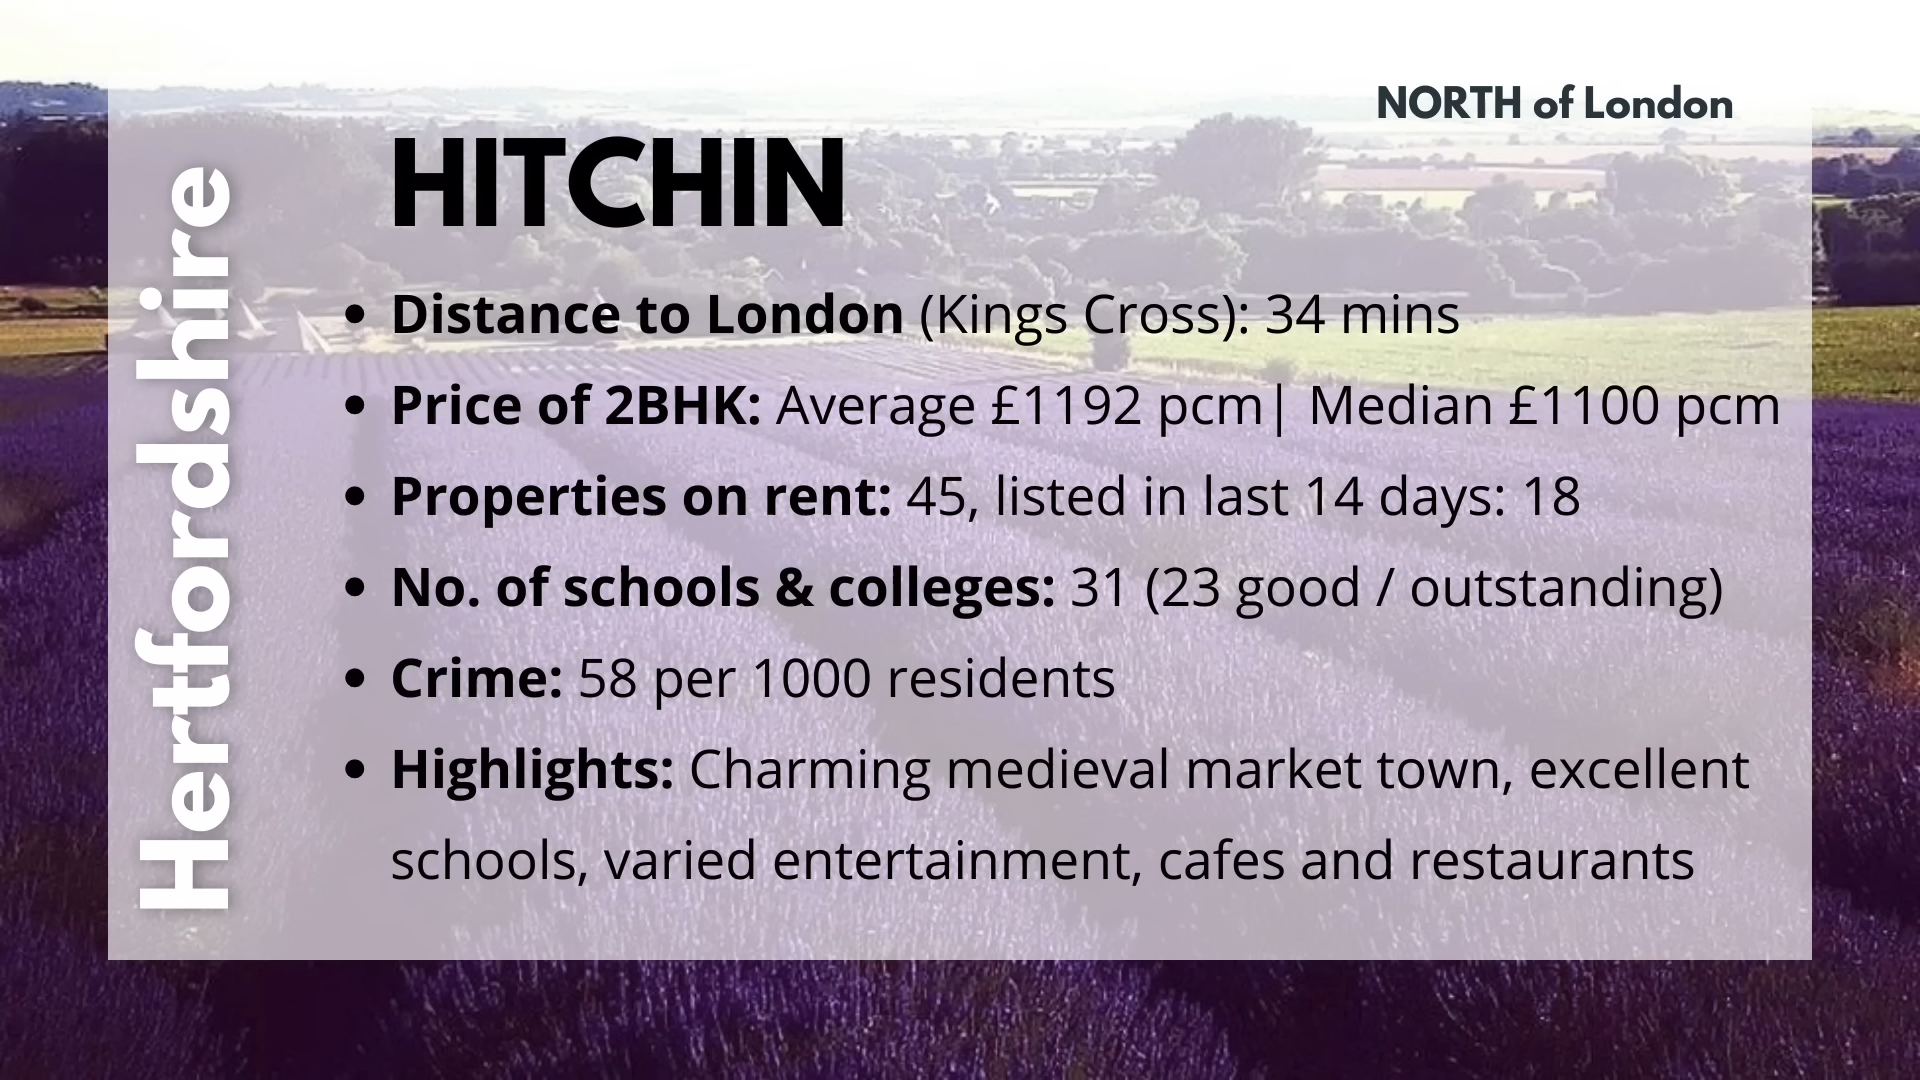 NORTH of London
HITCHIN
Hertfordshire
• Distance to London (Kings Cross): 34 mins
• Price of 2BHK: Average £1192 pcm| Median £1100 pcm
• Properties on rent: 45, listed in last 14 days: 18
• No. of schools & colleges: 31 (23 good / outstanding)
• Crime: 58 per 1000 residents
• Highlights: Charming medieval market town, excellent
schools, varied entertainment, cafes and restaurants